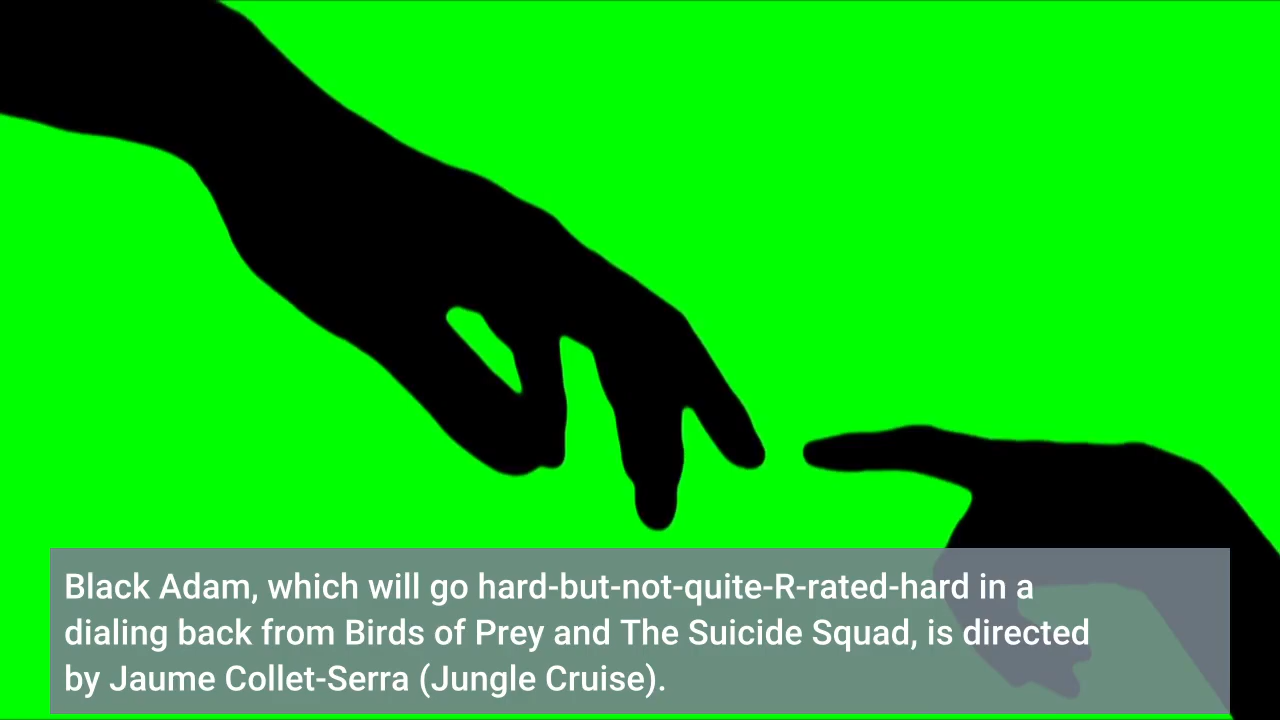 Black Adam, which will go hard-but-not-quite-R-rated-hard in a
dialing back from Birds of Prey and The Suicide Squad, is directed
by Jaume Collet-Serra (Jungle Cruise).